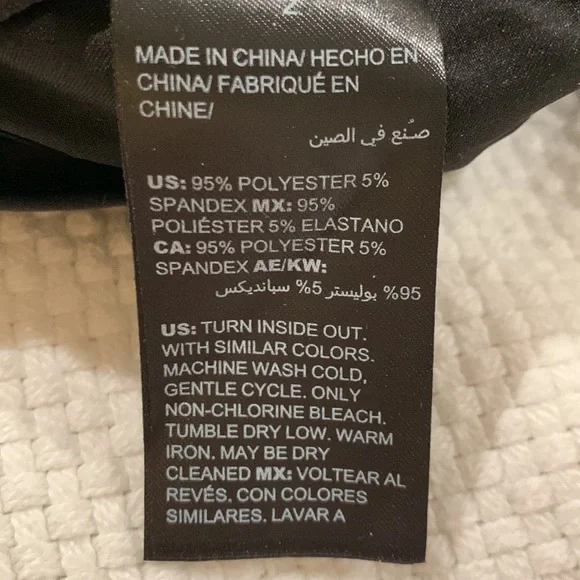 2
MADE IN CHINA/ HECHO EN
CHINA/ FABRIQUÉ EN
CHINE/
صنع في الصين
US: 95% POLYESTER 5%
SPANDEX MX: 95%
POLIÉSTER 5% ELASTANO
CA: 95% POLYESTER 5%
SPANDEX AE/KW:
95% بوليستر 5% سبانديكس
US: TURN INSIDE OUT.
WITH SIMILAR COLORS.
MACHINE WASH COLD,
GENTLE CYCLE. ONLY
NON-CHLORINE BLEACH.
TUMBLE DRY LOW. WARM
IRON. MAY BE DRY
CLEANED MX: VOLTEAR AL
REVÉS. CON COLORES
SIMILARES. LAVAR A